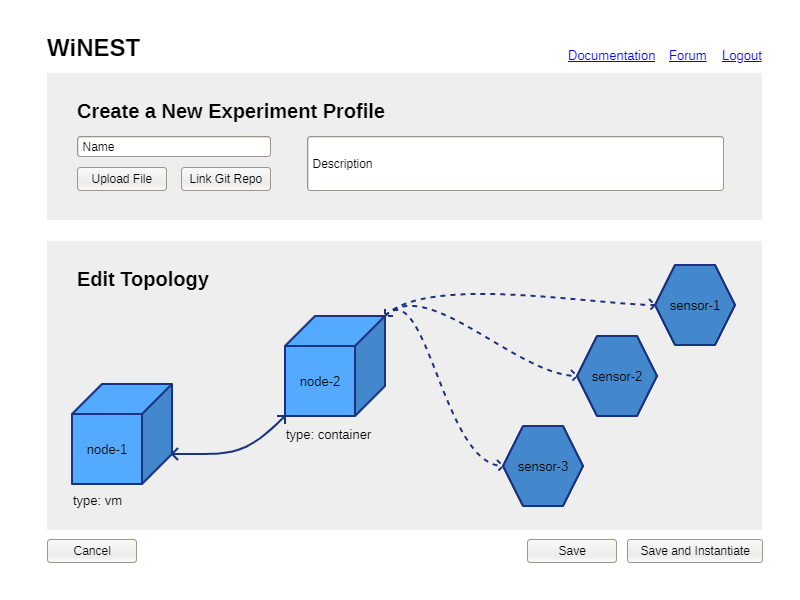 WiNEST
Documentation Forum Logout
Create a New Experiment Profile
Name
Description
Upload File
Link Git Repo
Edit Topology
sensor-1
sensor-2
node-2
type: container
node-1
sensor-3
type: vm
Cancel
Save
Save and Instantiate